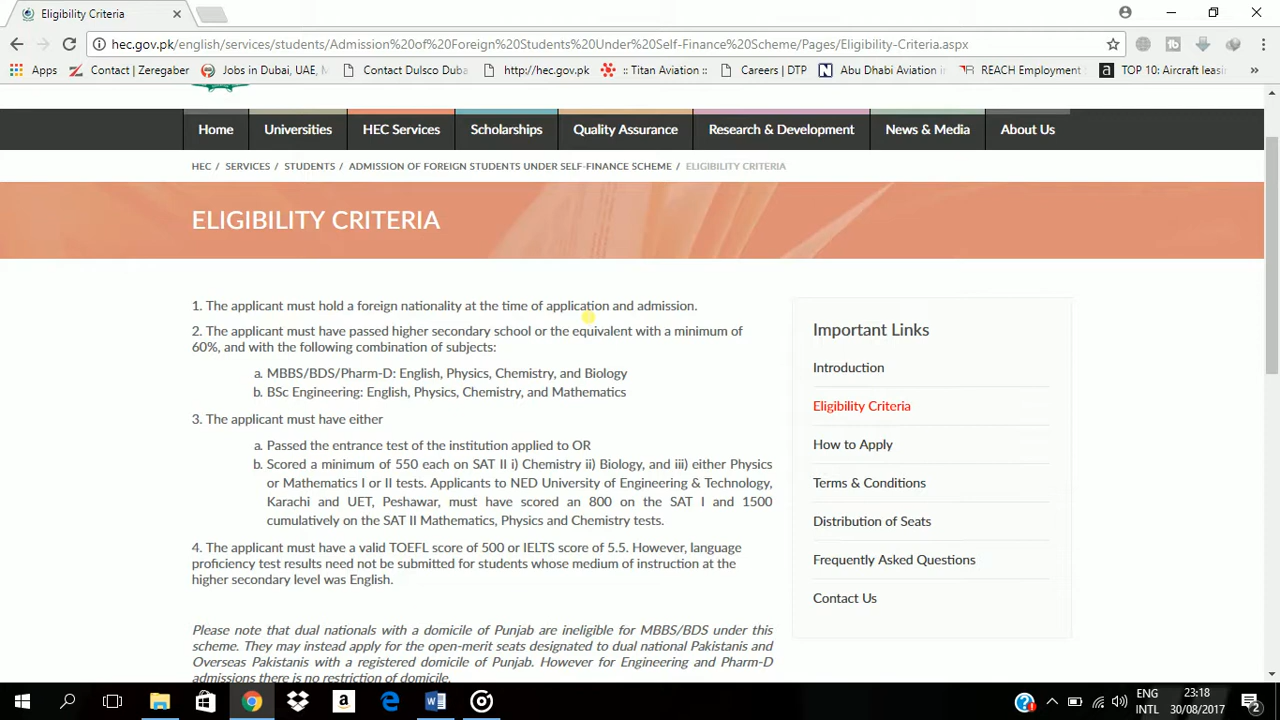 Eligibility Criteria
hec.gov.pk/english/services/students/Admission%20of%20Foreign%20Students%20Under%20Self-Finance%20Scheme/Pages/Eligibility-Criteria.aspx
Apps Contact | Zeregaber Jobs in Dubai, UAE, M Contact Dulsco Duba http://hec.gov.pk :: Titan Aviation :: Careers | DTP Abu Dhabi Aviation in REACH Employment TOP 10: Aircraft leasi »
Home Universities HEC Services Scholarships Quality Assurance Research & Development News & Media About Us
HEC / SERVICES / STUDENTS / ADMISSION OF FOREIGN STUDENTS UNDER SELF-FINANCE SCHEME / ELIGIBILITY CRITERIA
ELIGIBILITY CRITERIA
1. The applicant must hold a foreign nationality at the time of application and admission.
2. The applicant must have passed higher secondary school or the equivalent with a minimum of
60%, and with the following combination of subjects:
a. MBBS/BDS/Pharm-D: English, Physics, Chemistry, and Biology
b. BSc Engineering: English, Physics, Chemistry, and Mathematics
3. The applicant must have either
a. Passed the entrance test of the institution applied to OR
b. Scored a minimum of 550 each on SAT II i) Chemistry ii) Biology, and iii) either Physics
or Mathematics I or II tests. Applicants to NED University of Engineering & Technology,
Karachi and UET, Peshawar, must have scored an 800 on the SAT I and 1500
cumulatively on the SAT II Mathematics, Physics and Chemistry tests.
4. The applicant must have a valid TOEFL score of 500 or IELTS score of 5.5. However, language
proficiency test results need not be submitted for students whose medium of instruction at the
higher secondary level was English.
Please note that dual nationals with a domicile of Punjab are ineligible for MBBS/BDS under this
scheme. They may instead apply for the open-merit seats designated to dual national Pakistanis and
Overseas Pakistanis with a registered domicile of Punjab. However for Engineering and Pharm-D
admissions there is no restriction of domicile.
Important Links
Introduction
Eligibility Criteria
How to Apply
Terms & Conditions
Distribution of Seats
Frequently Asked Questions
Contact Us
ENG
INTL
23:18
30/08/2017
2